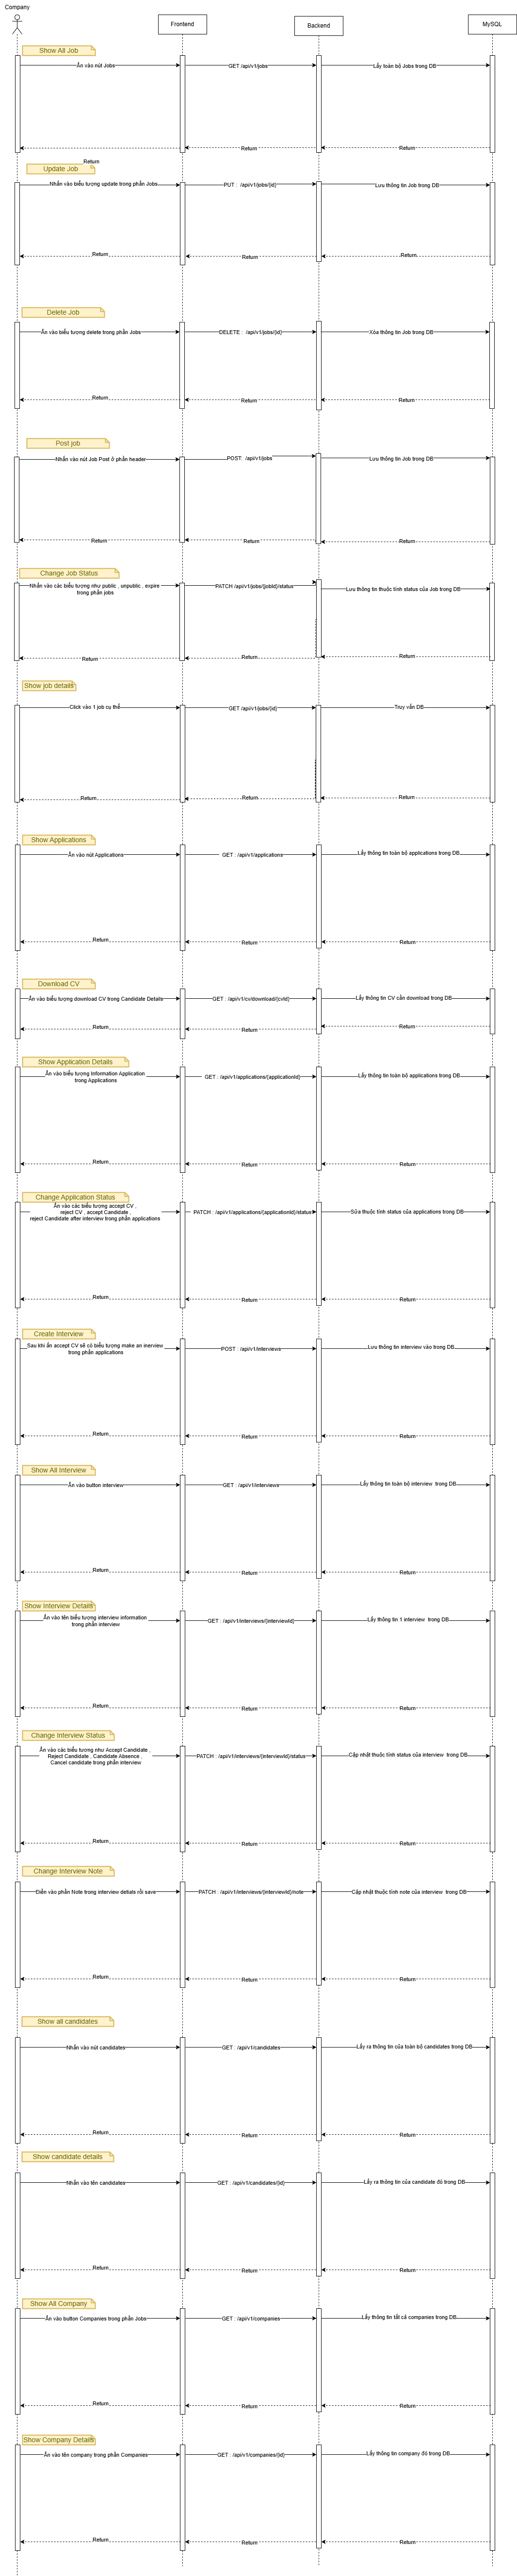 Company
Frontend
Backend
MySQL
Show All Job
Ấn vào nút Jobs
GET /api/v1/jobs
Lấy toàn bộ Jobs trong DB
Return
Return
Return
Update Job
Nhấn vào biểu tượng update trong phần Jobs
PUT : /api/v1/jobs/{id}
Lưu thông tin Job trong DB
Return
Return
Return
Delete Job
Ấn vào biểu tượng delete trong phần Jobs
DELETE : /api/v1/jobs/{id}
Xóa thông tin Job trong DB
Return
Return
Return
Post job
Nhấn vào nút Job Post ở phần header
POST: /api/v1/jobs
Lưu thông tin Job trong DB
Return
Return
Return
Change Job Status
Nhấn vào các biểu tượng như public , unpublic , expire
trong phần jobs
PATCH /api/v1/jobs/{jobId}/status
Lưu thông tin thuộc tính status của Job trong DB
Return
Return
Return
Show job details
Click vào 1 job cụ thể
GET /api/v1/jobs/{id}
Truy vấn DB
Return
Return
Return
Show Applications
Ấn vào nút Applications
GET : /api/v1/applications
Lấy thông tin toàn bộ applications trong DB
Return
Return
Return
Download CV
Ấn vào biểu tượng download CV trong Candidate Details
GET : /api/v1/cv/download/{cvId}
Lấy thông tin CV cần download trong DB
Return
Return
Return
Show Application Details
Ấn vào biểu tượng Information Application
trong Applications
GET : /api/v1/applications/{applicationId}
Lấy thông tin toàn bộ applications trong DB
Return
Return
Return
Change Application Status
Ấn vào các biểu tượng accept CV ,
reject CV , accept Candidate ,
reject Candidate after interview trong phần applications
PATCH : /api/v1/applications/{applicationId}/status
Sửa thuộc tính status của applications trong DB
Return
Return
Return
Create Interview
Sau khi ấn accept CV sẽ có biểu tượng make an inerview
trong phần applications
POST : /api/v1/interviews
Lưu thông tin interview vào trong DB
Return
Return
Return
Show All Interview
Ấn vào button interview
GET : /api/v1/interviews
Lấy thông tin toàn bộ interview trong DB
Return
Return
Return
Show Interview Details
Ấn vào tên biểu tượng interview information
trong phần interview
GET : /api/v1/interviews/{interviewId}
Lấy thông tin 1 interview trong DB
Return
Return
Return
Change Interview Status
Ấn vào các biểu tượng như Accept Candidate ,
Reject Candidate , Candidate Absence ,
Cancel candidate trong phần interview
PATCH : /api/v1/interviews/{interviewId}/status
Cập nhật thuộc tính status của interview trong DB
Return
Return
Return
Change Interview Note
Điền vào phần Note trong interview detials rồi save
PATCH : /api/v1/interviews/{interviewId}/note
Cập nhật thuộc tính note của interview trong DB
Return
Return
Return
Show all candidates
Nhấn vào nút candidates
GET : /api/v1/candidates
Lấy ra thông tin của toàn bộ candidates trong DB
Return
Return
Return
Show candidate details
Nhấn vào tên candidates
GET : /api/v1/candidates/{id}
Lấy ra thông tin của candidate đó trong DB
Return
Return
Return
Show All Company
Ấn vào button Companies trong phần Jobs
GET : /api/v1/companies
Lấy thông tin tất cả companies trong DB
Return
Return
Return
Show Company Details
Ấn vào tên company trong phần Companies
GET : /api/v1/companies/{id}
Lấy thông tin company đó trong DB
Return
Return
Return